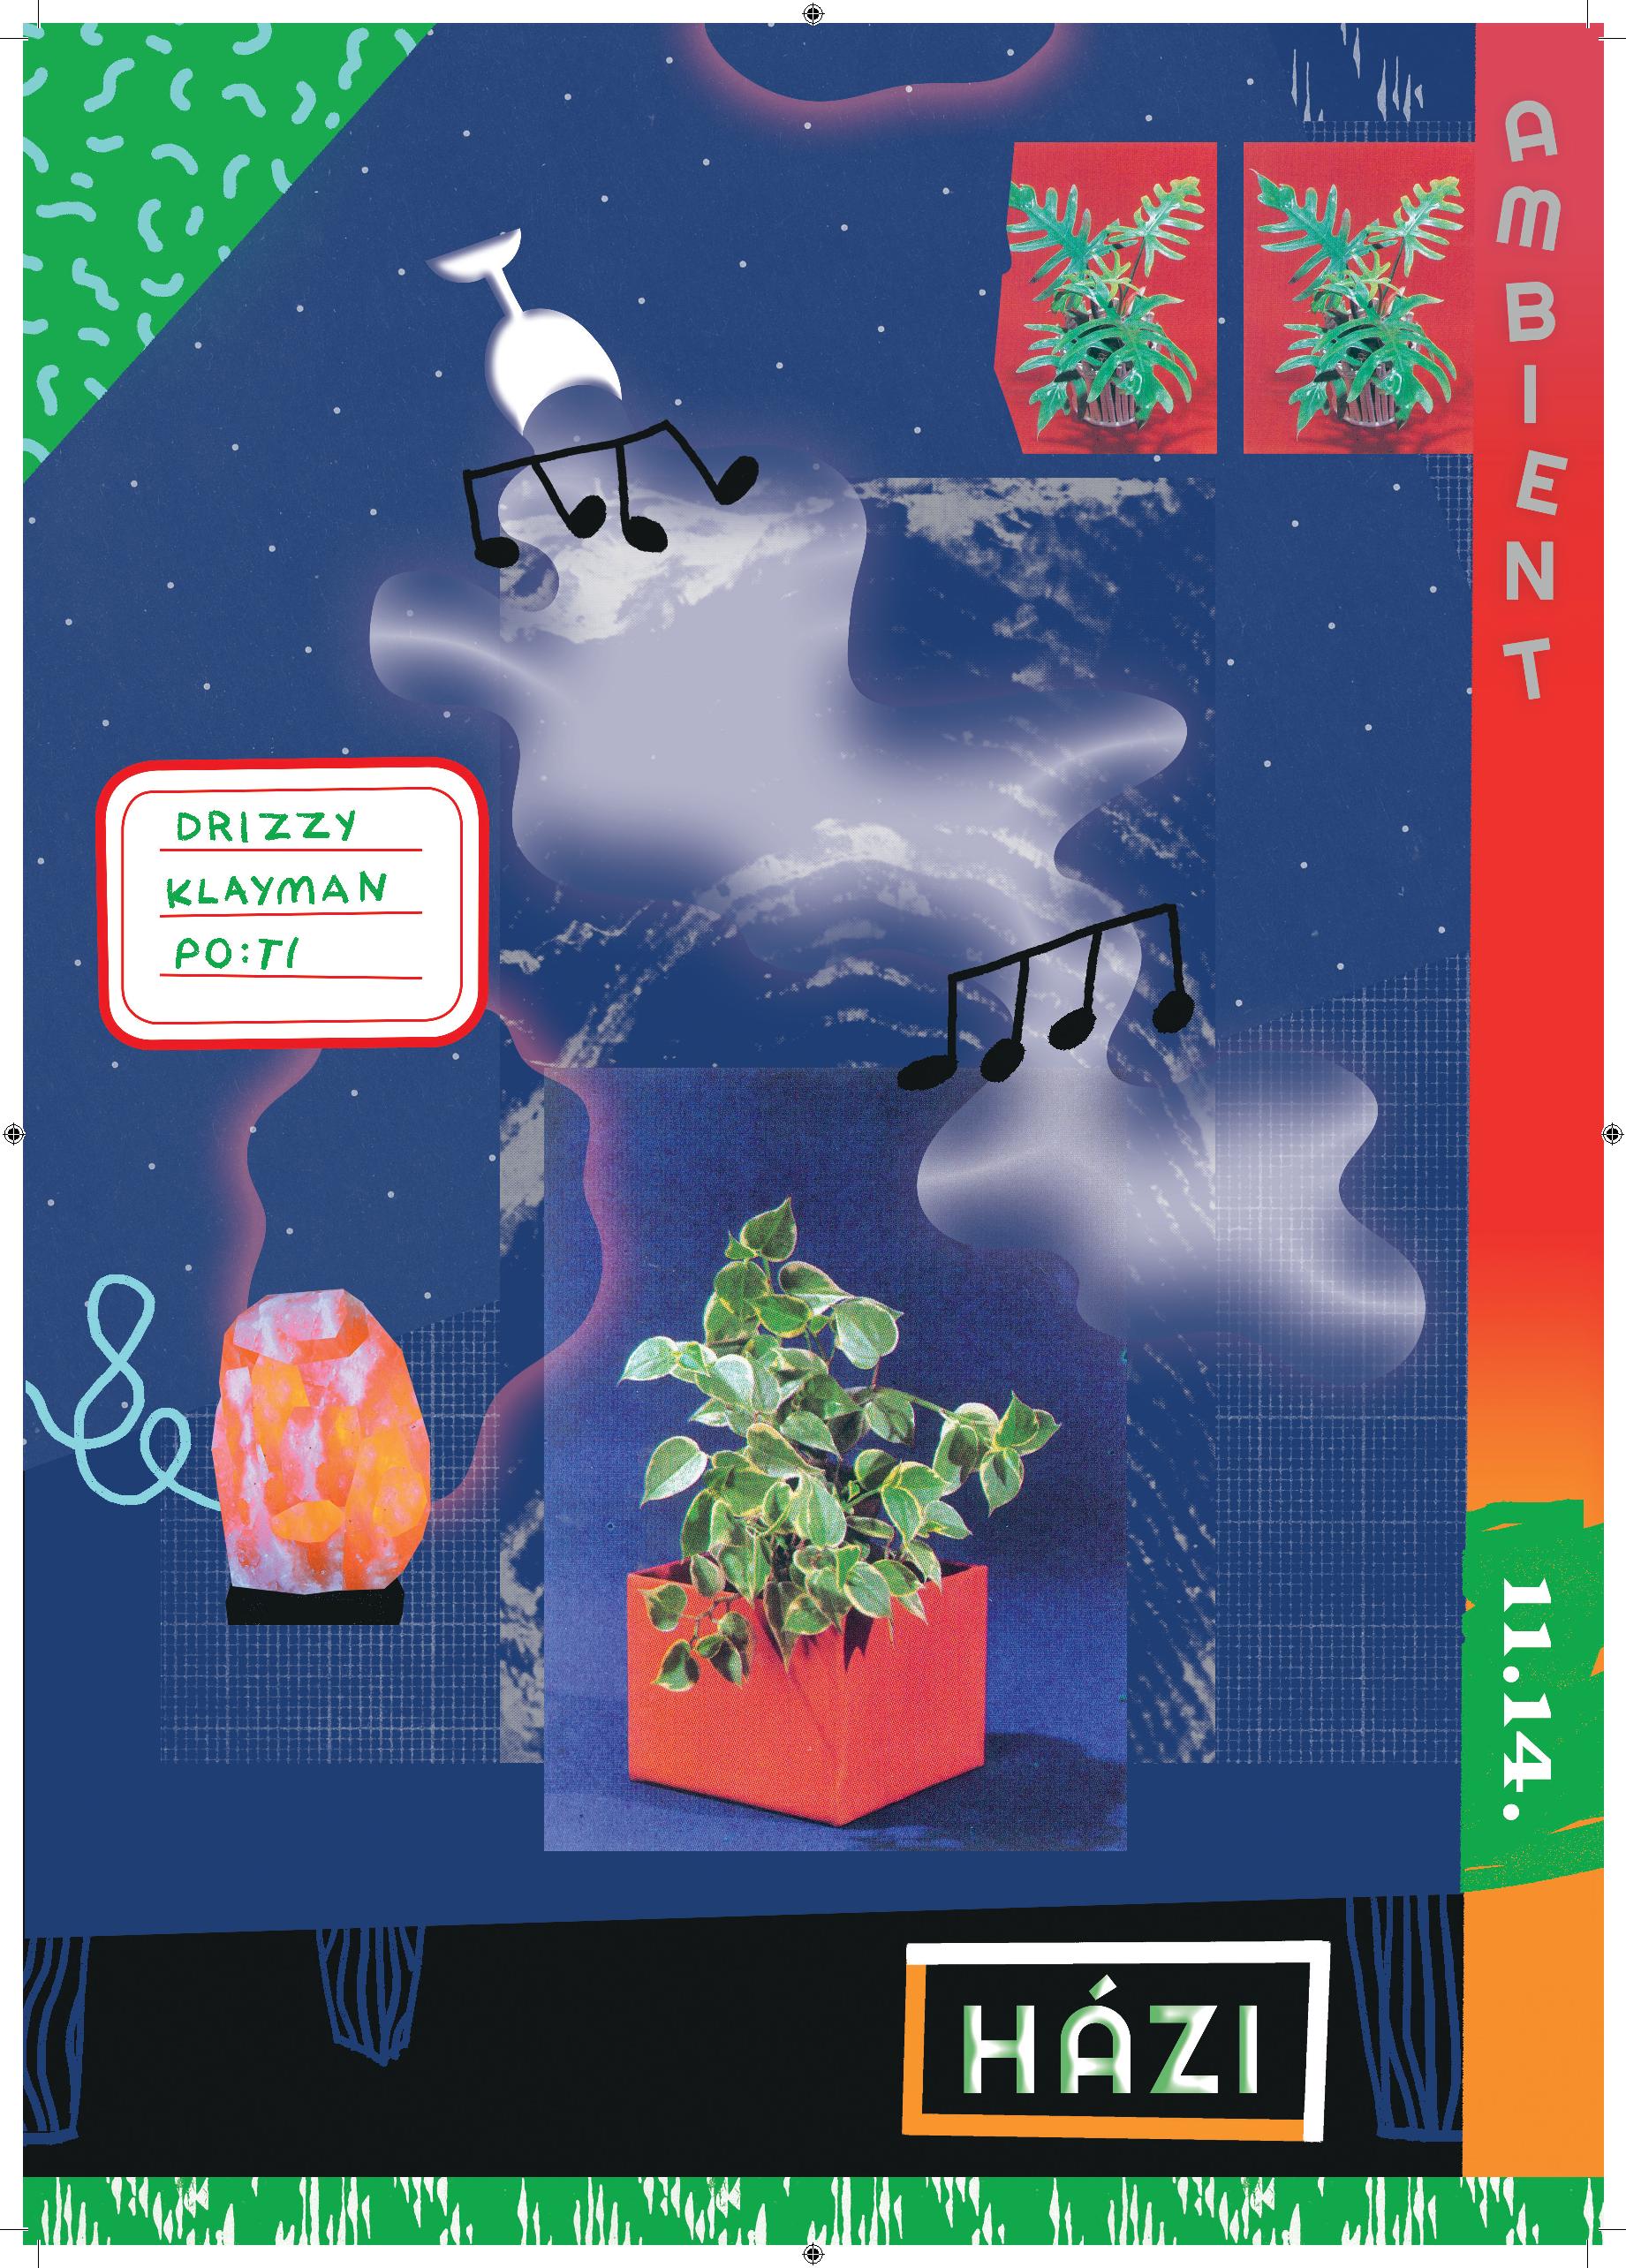 AMBIENT
DRIZZY
KLAYMAN
PO:TI
11.14.
HÁZI